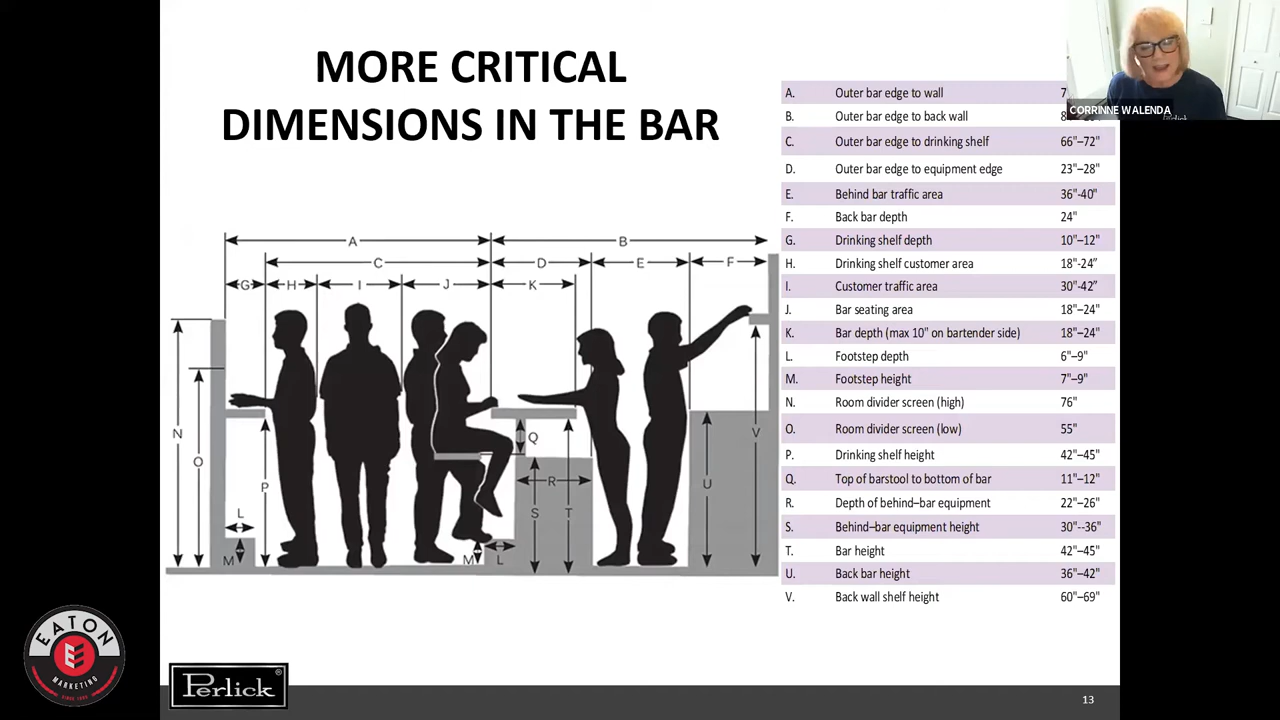 MORE CRITICAL
DIMENSIONS IN THE BAR
CORRINNE WALENDA
A. Outer bar edge to wall
B. Outer bar edge to back wall
C. Outer bar edge to drinking shelf 66"–72"
D. Outer bar edge to equipment edge 23"–28"
E. Behind bar traffic area 36"-40"
F. Back bar depth 24"
G. Drinking shelf depth 10"–12"
H. Drinking shelf customer area 18"-24”
I. Customer traffic area 30"-42”
J. Bar seating area 18"–24"
K. Bar depth (max 10" on bartender side) 18"–24"
L. Footstep depth 6"–9"
M. Footstep height 7"–9"
N. Room divider screen (high) 76"
O. Room divider screen (low) 55"
P. Drinking shelf height 42"–45"
Q. Top of barstool to bottom of bar 11"–12"
R. Depth of behind–bar equipment 22"–26"
S. Behind–bar equipment height 30"--36"
T. Bar height 42"–45"
U. Back bar height 36"–42"
V. Back wall shelf height 60"–69"
A B
C D E F
G H I J K
N O P Q R S T U V
L M M L
EATON
MARKETING
SINCE
Perlick®
13